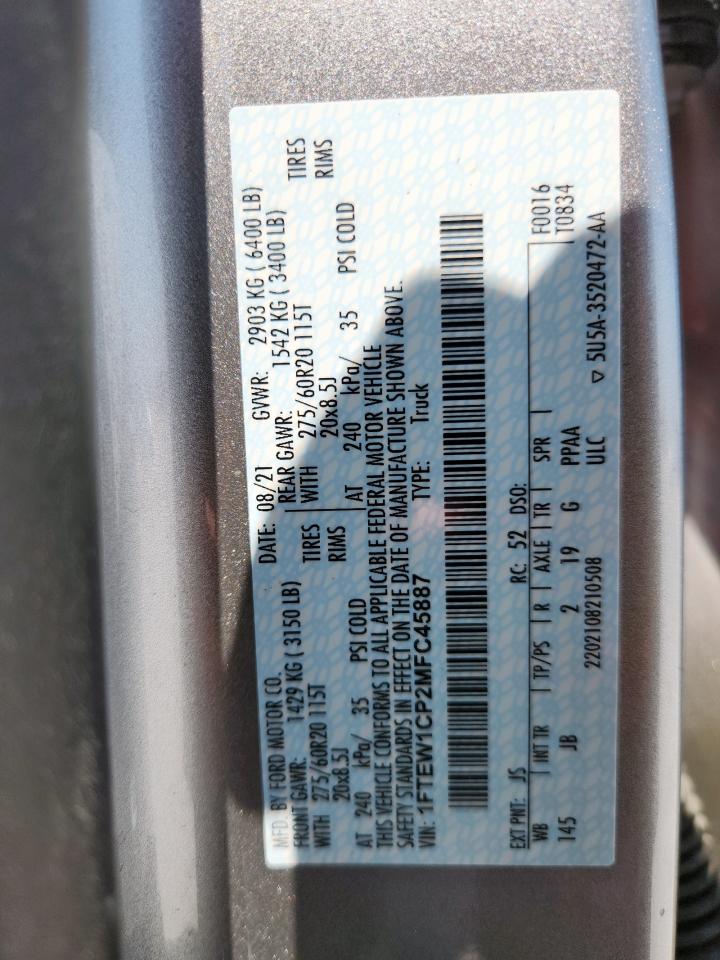 MFD. BY FORD MOTOR CO. DATE: 08/21 GVWR: 2903 KG ( 6400 LB)
FRONT GAWR: 1429 KG ( 3150 LB) REAR GAWR: 1542 KG ( 3400 LB)
WITH 275/60R20 115T TIRES WITH 275/60R20 115T TIRES
20x8.5J RIMS 20x8.5J RIMS
AT 240 kPa/ 35 PSI COLD AT 240 kPa/ 35 PSI COLD
THIS VEHICLE CONFORMS TO ALL APPLICABLE FEDERAL MOTOR VEHICLE
SAFETY STANDARDS IN EFFECT ON THE DATE OF MANUFACTURE SHOWN ABOVE.
VIN: 1FTEW1CP2MFC45887 TYPE: Truck
EXT PNT: JS RC: 52 DSO: F0016
WB INT TR TP/PS R AXLE TR SPR T0834
145 JB 2 19 G PPAA
2202108210508 ULC ▽ 5U5A-3520472-AA